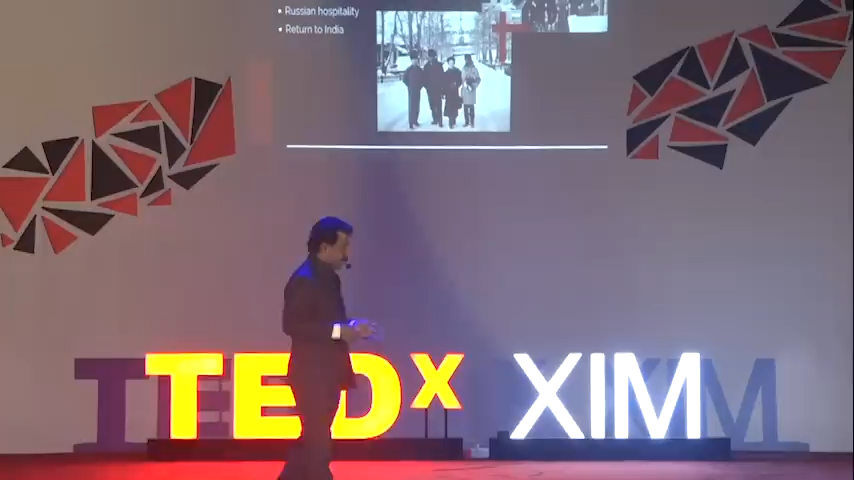 • Russian hospitality
• Return to India
TEDx XIM